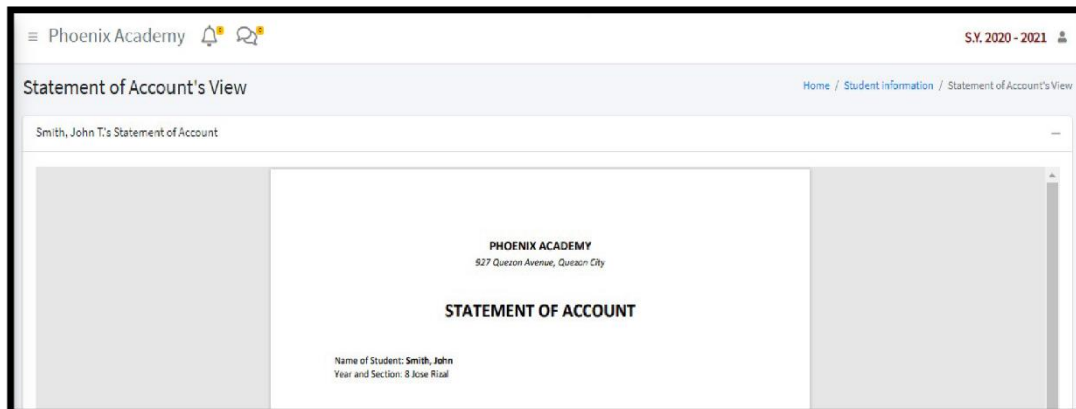 Phoenix Academy
S.Y. 2020 - 2021
Statement of Account's View
Home / Student information / Statement of Account's View
Smith, John T.'s Statement of Account
PHOENIX ACADEMY
927 Quezon Avenue, Quezon City
STATEMENT OF ACCOUNT
Name of Student: Smith, John
Year and Section: 8 Jose Rizal